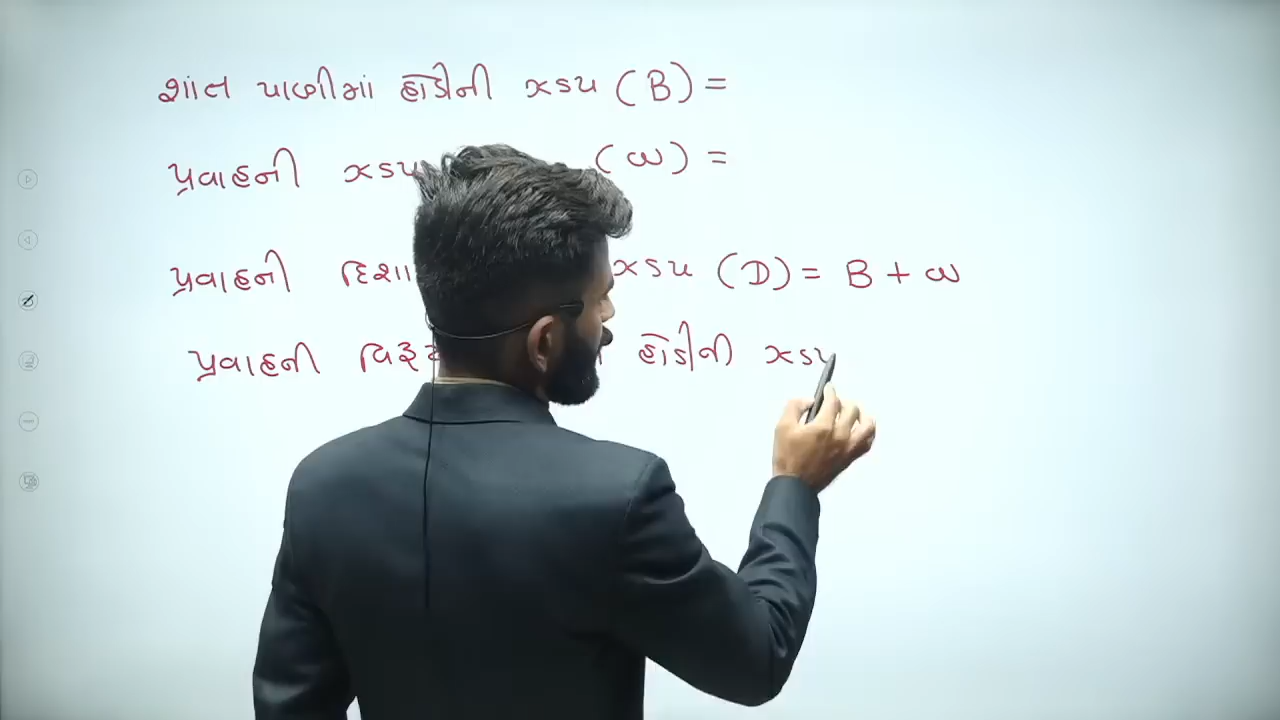 શાંત પાણીમાં હોડીની ઝડપ (B) =
પ્રવાહની ઝડપ (W) =
પ્રવાહની ઝડપ (D) = B + W
પ્રવાહની હોડીની ઝડપ